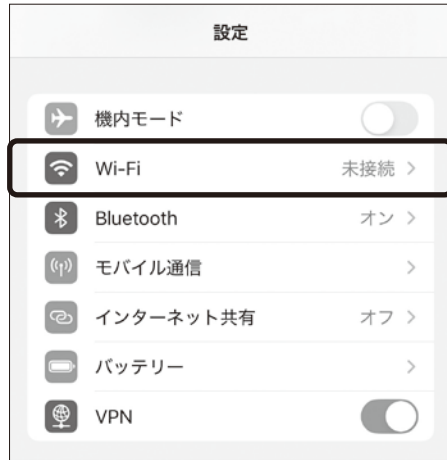 設定
機内モード
Wi-Fi 未接続
Bluetooth オン
モバイル通信
インターネット共有 オフ
バッテリー
VPN